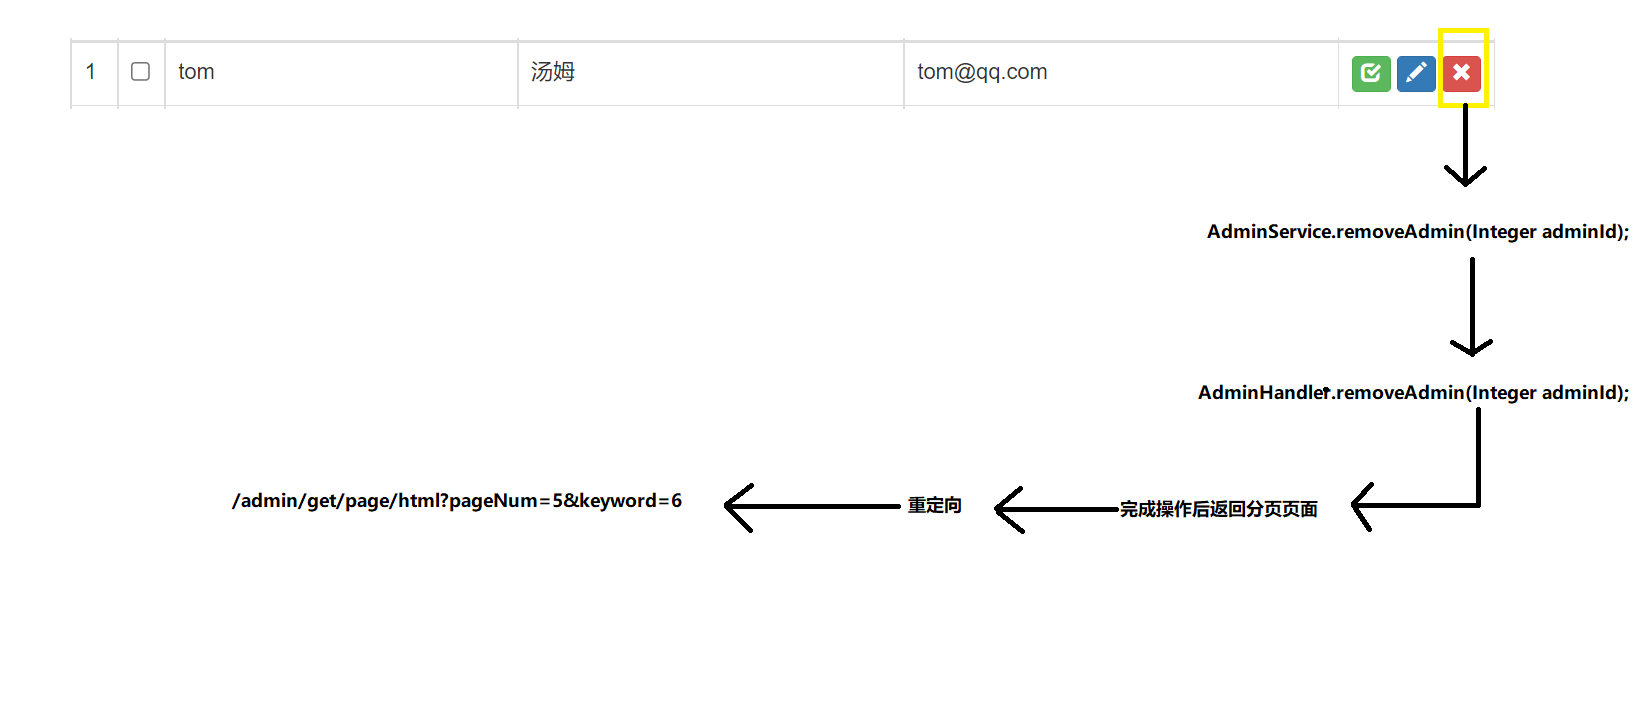 1 tom 汤姆 tom@qq.com
AdminService.removeAdmin(Integer adminId);
AdminHandler.removeAdmin(Integer adminId);
/admin/get/page/html?pageNum=5&keyword=6 重定向 完成操作后返回分页页面